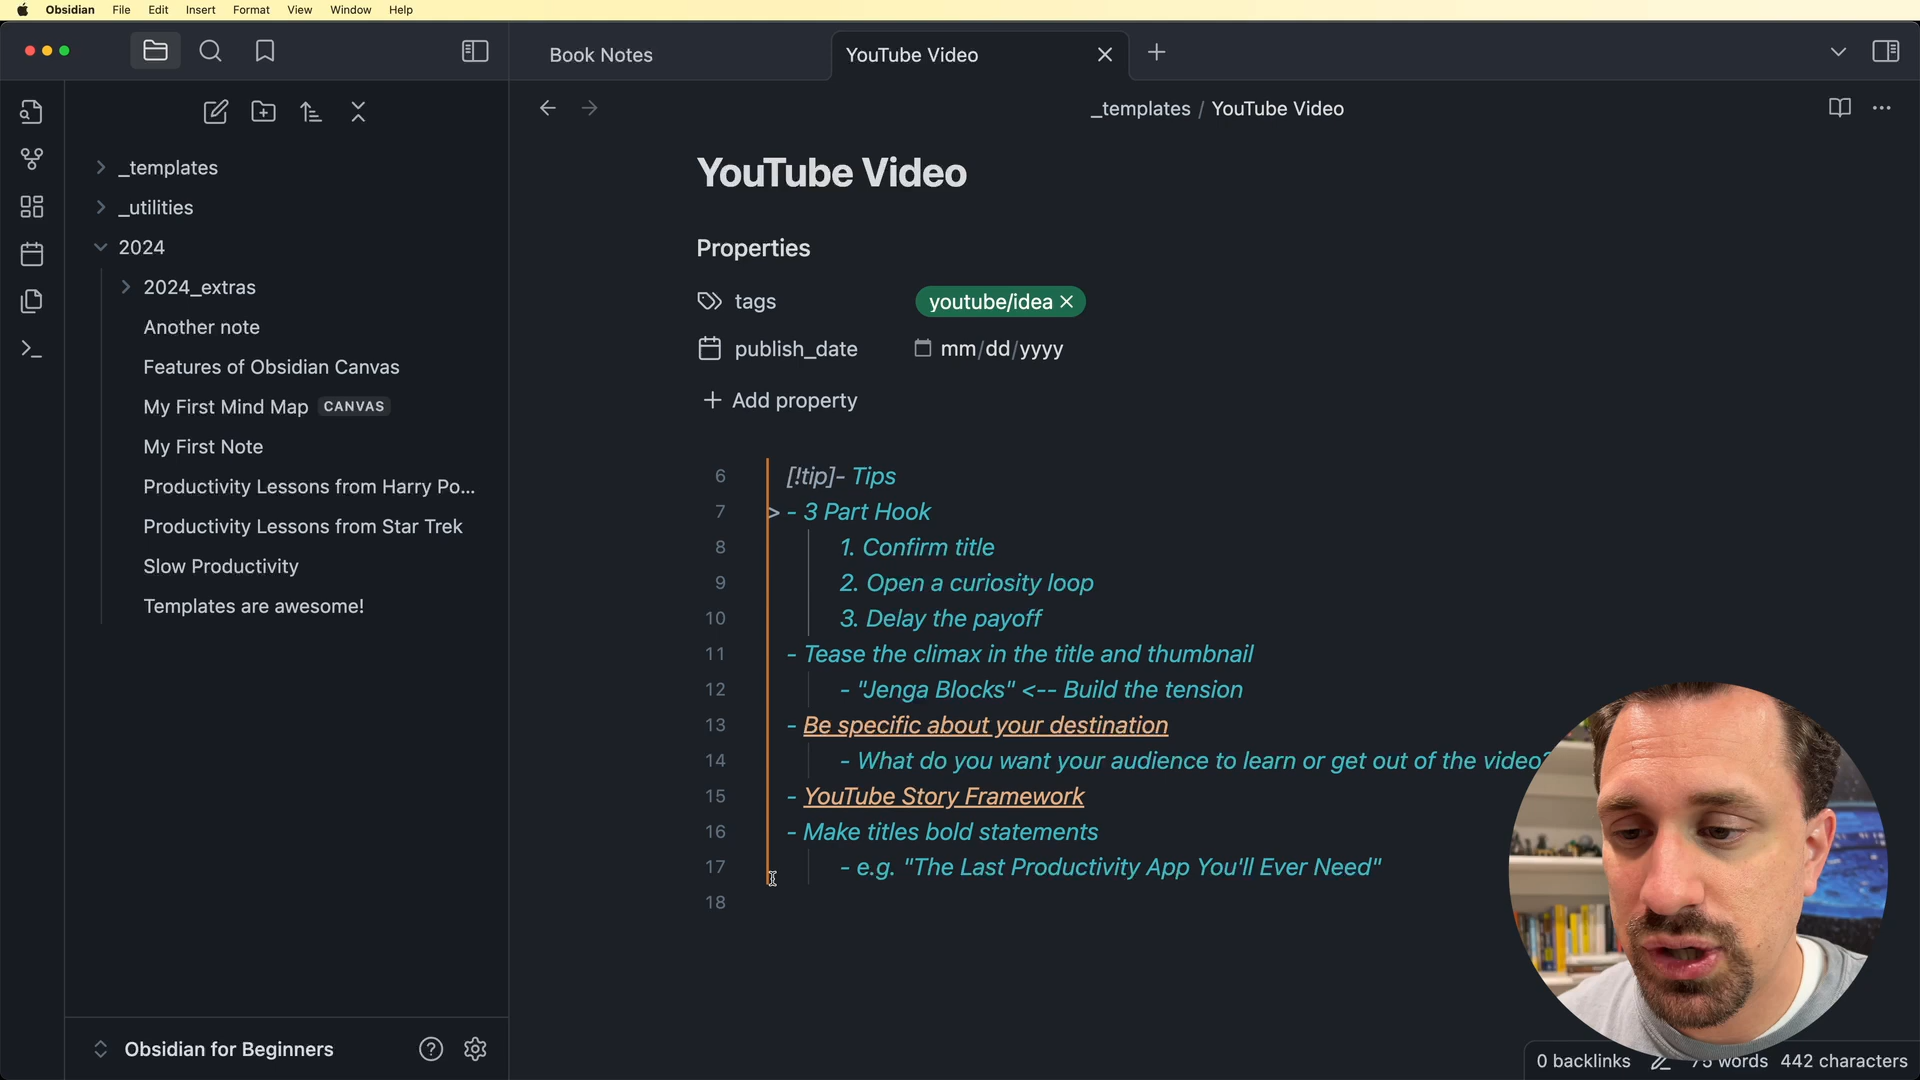 Obsidian File Edit Insert Format View Window Help
Book Notes
YouTube Video
_templates / YouTube Video
_templates
_utilities
2024
2024_extras
Another note
Features of Obsidian Canvas
My First Mind Map CANVAS
My First Note
Productivity Lessons from Harry Po...
Productivity Lessons from Star Trek
Slow Productivity
Templates are awesome!
Obsidian for Beginners
YouTube Video
Properties
tags youtube/idea
publish_date mm/dd/yyyy
+ Add property
6 [!tip]- Tips
7 > - 3 Part Hook
8 1. Confirm title
9 2. Open a curiosity loop
10 3. Delay the payoff
11 - Tease the climax in the title and thumbnail
12 - "Jenga Blocks" <-- Build the tension
13 - Be specific about your destination
14 - What do you want your audience to learn or get out of the video?
15 - YouTube Story Framework
16 - Make titles bold statements
17 - e.g. "The Last Productivity App You'll Ever Need"
18
0 backlinks 75 words 442 characters